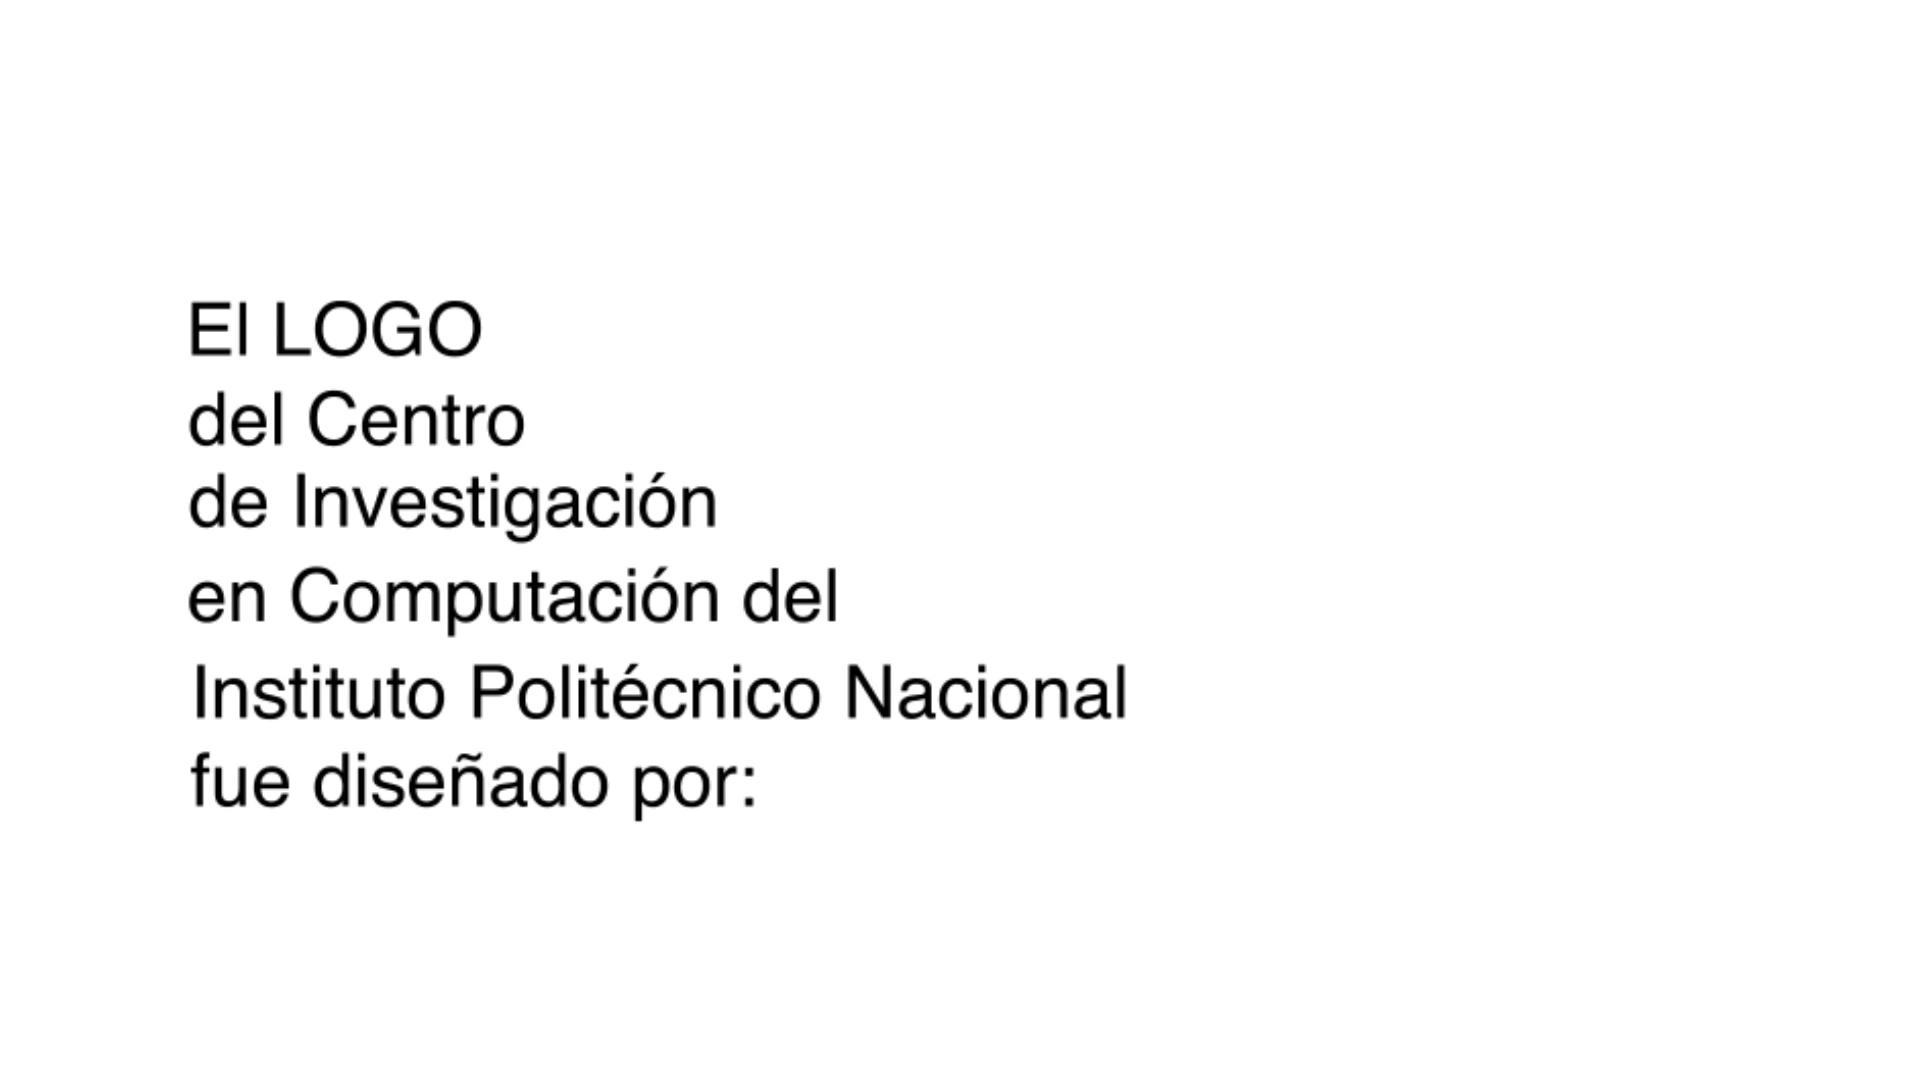 El LOGO
del Centro
de Investigación
en Computación del
Instituto Politécnico Nacional
fue diseñado por: